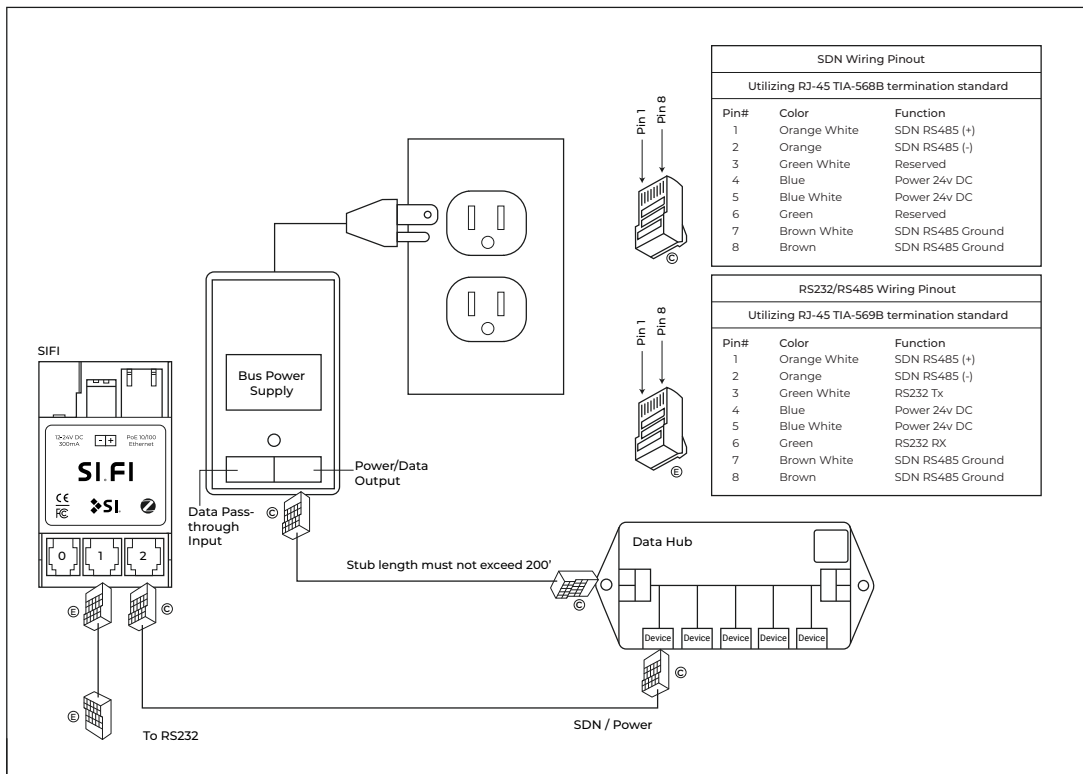 SDN Wiring Pinout
Utilizing RJ-45 TIA-568B termination standard
Pin# Color Function
1 Orange White SDN RS485 (+)
2 Orange SDN RS485 (-)
3 Green White Reserved
4 Blue Power 24v DC
5 Blue White Power 24v DC
6 Green Reserved
7 Brown White SDN RS485 Ground
8 Brown SDN RS485 Ground
Pin 1
Pin 8
©
RS232/RS485 Wiring Pinout
Utilizing RJ-45 TIA-569B termination standard
Pin# Color Function
1 Orange White SDN RS485 (+)
2 Orange SDN RS485 (-)
3 Green White RS232 Tx
4 Blue Power 24v DC
5 Blue White Power 24v DC
6 Green RS232 RX
7 Brown White SDN RS485 Ground
8 Brown SDN RS485 Ground
Pin 1
Pin 8
Ⓔ
SIFI
12-24V DC
300mA
- +
PoE 10/100
Ethernet
SI.FI
CE
FC
SI.
Z
0 1 2
Bus Power
Supply
Power/Data
Output
Data Pass-
through
Input
©
Stub length must not exceed 200'
©
Data Hub
Device Device Device Device Device
Ⓔ
©
©
Ⓔ
SDN / Power
To RS232